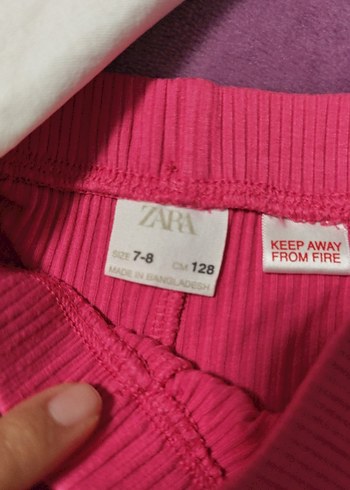 ZARA
SIZE 7-8 CM 128
MADE IN BANGLADESH
KEEP AWAY
FROM FIRE